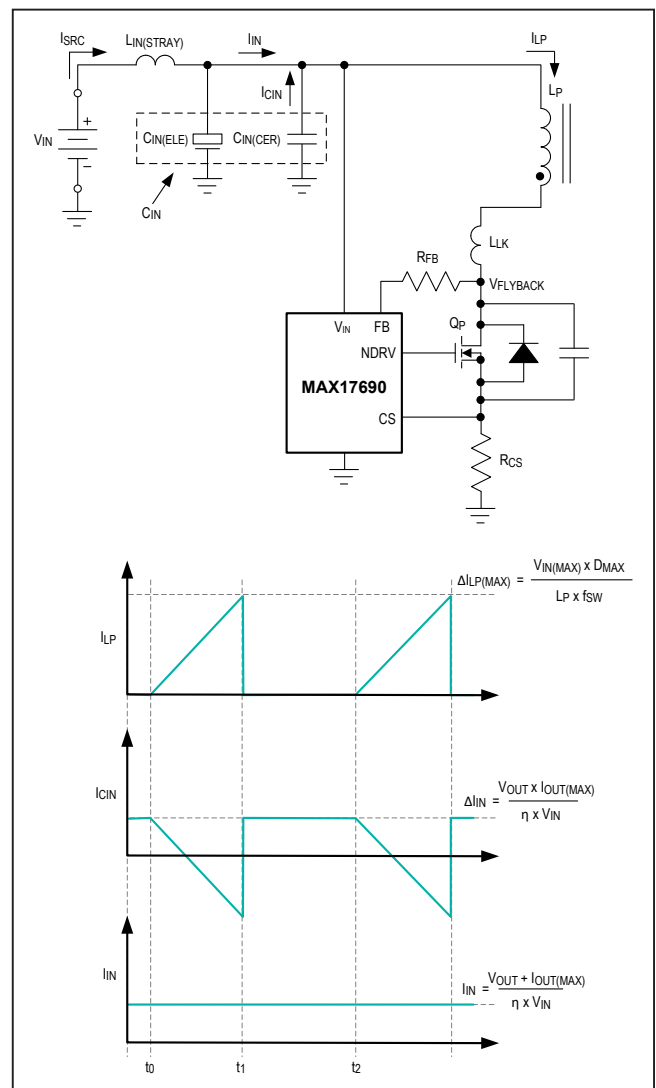 ISRC
LIN(STRAY)
IIN
ILP
LP
ICIN
VIN
+
−
CIN(ELE)
CIN(CER)
CIN
LLK
RFB
VFLYBACK
VIN
FB
QP
NDRV
MAX17690
CS
RCS
ΔILP(MAX) = VIN(MAX) x DMAX
LP x fSW
ILP
ICIN
ΔIIN = VOUT x IOUT(MAX)
η x VIN
IIN
IIN = VOUT + IOUT(MAX)
η x VIN
t0
t1
t2